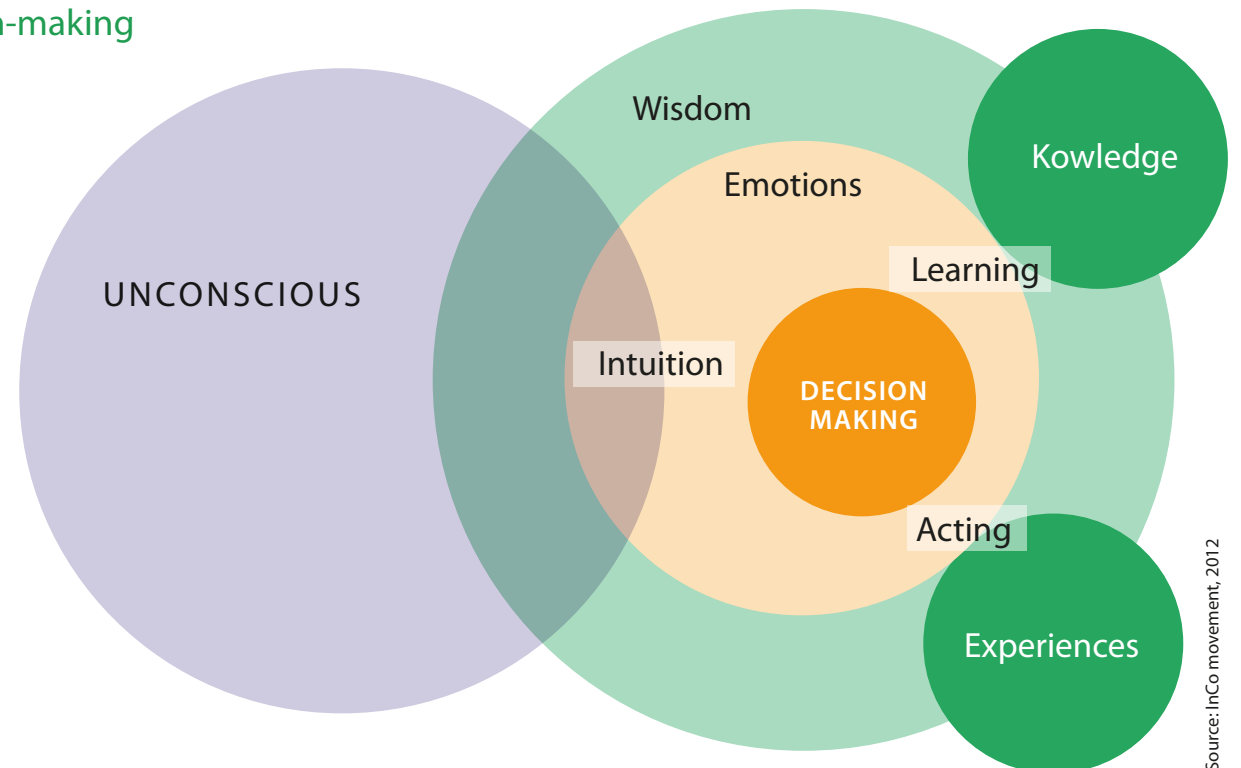 n-making
Wisdom
Kowledge
Emotions
Learning
UNCONSCIOUS
Intuition
DECISION
MAKING
Acting
Experiences
Source: InCo movement, 2012